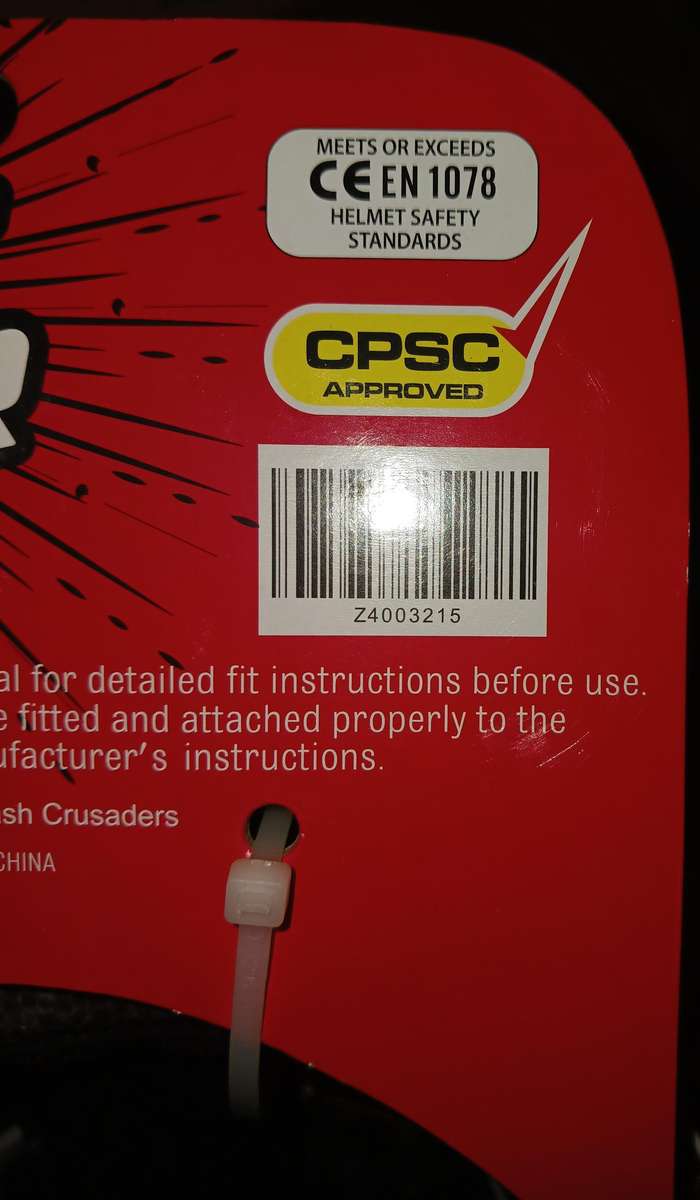 MEETS OR EXCEEDS
CE EN 1078
HELMET SAFETY
STANDARDS
CPSC
APPROVED
Z4003215
al for detailed fit instructions before use.
e fitted and attached properly to the
ufacturer's instructions.
ash Crusaders
CHINA